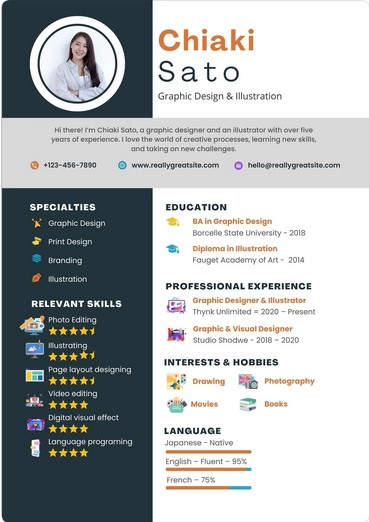 Chiaki
Sato
Graphic Design & Illustration
Hi there! I'm Chiaki Sato, a graphic designer and an illustrator with over five
years of experience. I love the world of creative processes, learning new skills,
and taking on new challenges.
+123-456-7890
www.reallygreatsite.com
hello@reallygreatsite.com
SPECIALTIES
Graphic Design
Print Design
Branding
Illustration
RELEVANT SKILLS
Photo Editing
Illustrating
Page layout designing
Video editing
Digital visual effect
Language programing
EDUCATION
BA in Graphic Design
Borcelle State University - 2018
Diploma in Illustration
Fauget Academy of Art - 2014
PROFESSIONAL EXPERIENCE
Graphic Designer & Illustrator
Thynk Unlimited = 2020 – Present
Graphic & Visual Designer
Studio Shodwe - 2018 – 2020
INTERESTS & HOBBIES
Drawing
Photography
Movies
Books
LANGUAGE
Japanese - Native
English – Fluent – 95%
French – 75%